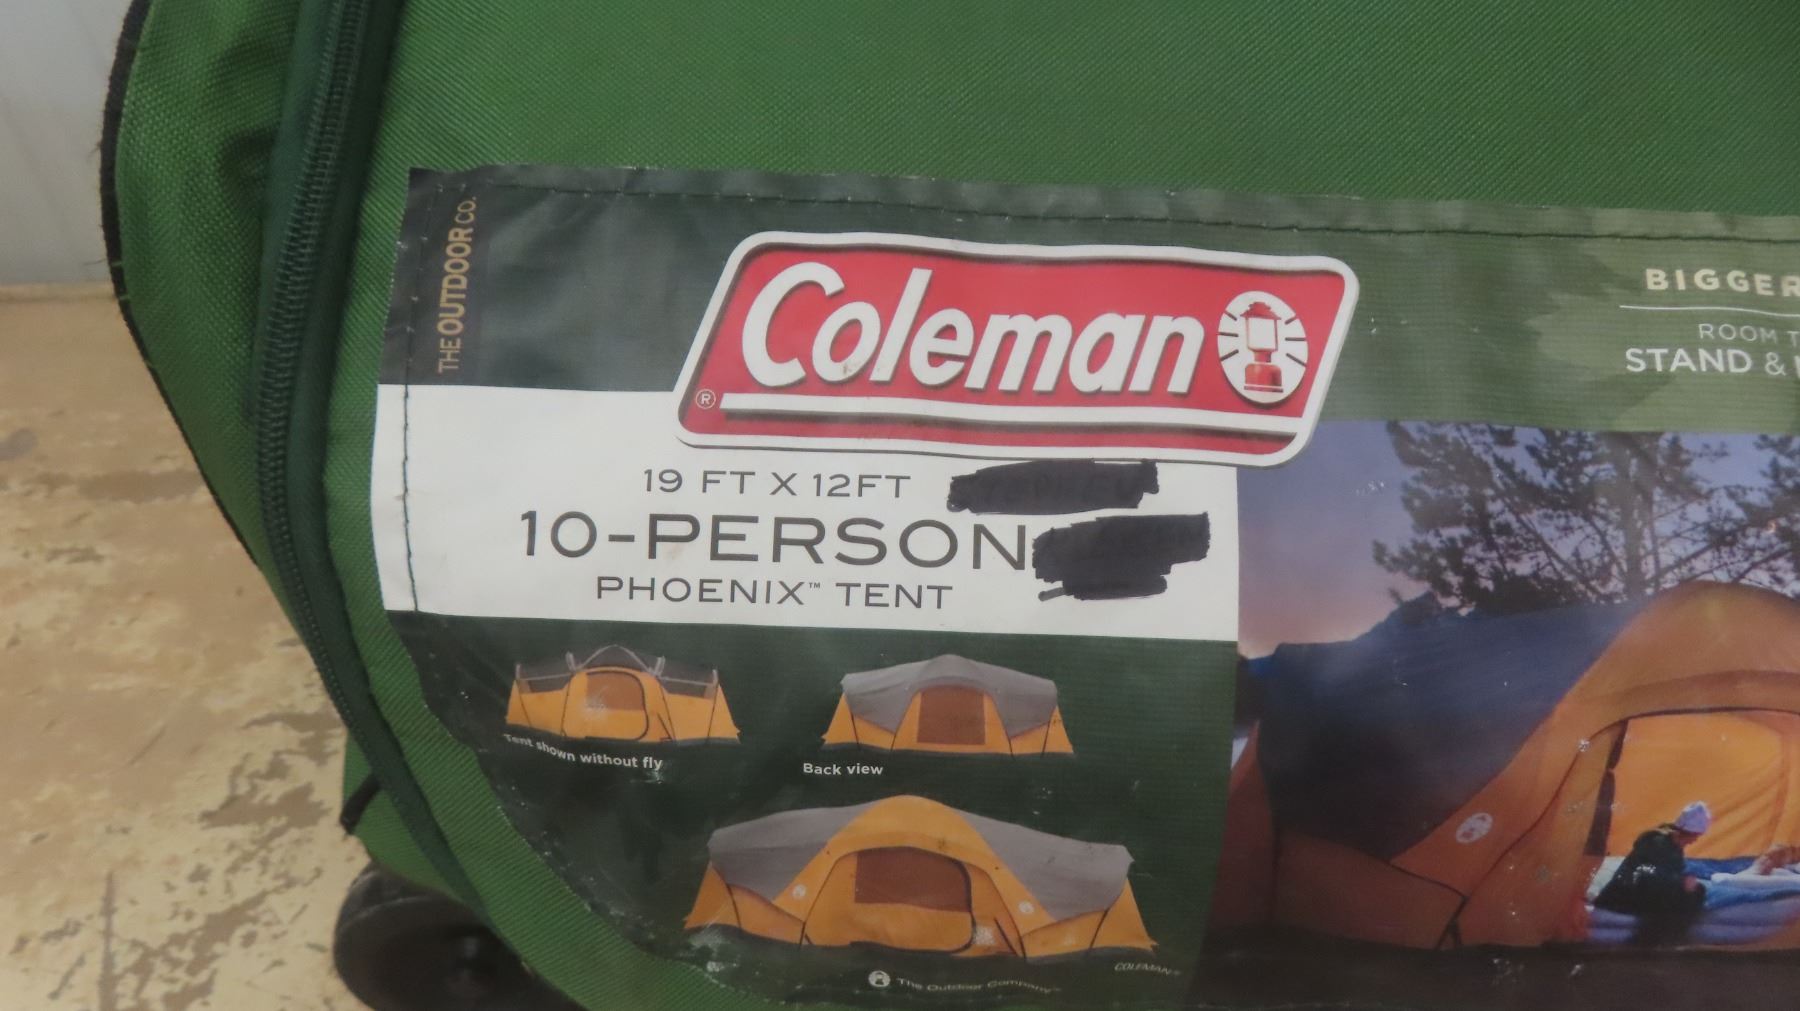 THE OUTDOOR CO.
Coleman
®
BIGGER
ROOM T
STAND &
19 FT X 12FT
10-PERSON
PHOENIX™ TENT
Tent shown without fly
Back view
The Outdoor Company™
COLEMAN®